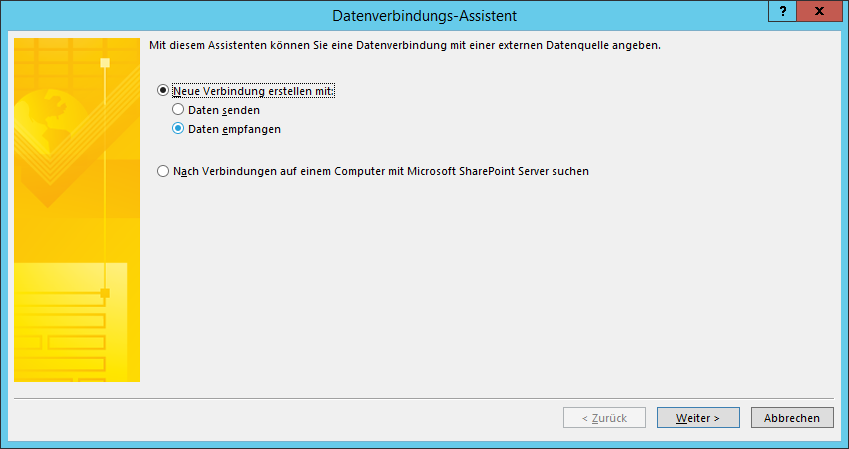 Datenverbindungs-Assistent
?
x
Mit diesem Assistenten können Sie eine Datenverbindung mit einer externen Datenquelle angeben.
Neue Verbindung erstellen mit:
Daten senden
Daten empfangen
Nach Verbindungen auf einem Computer mit Microsoft SharePoint Server suchen
< Zurück
Weiter >
Abbrechen